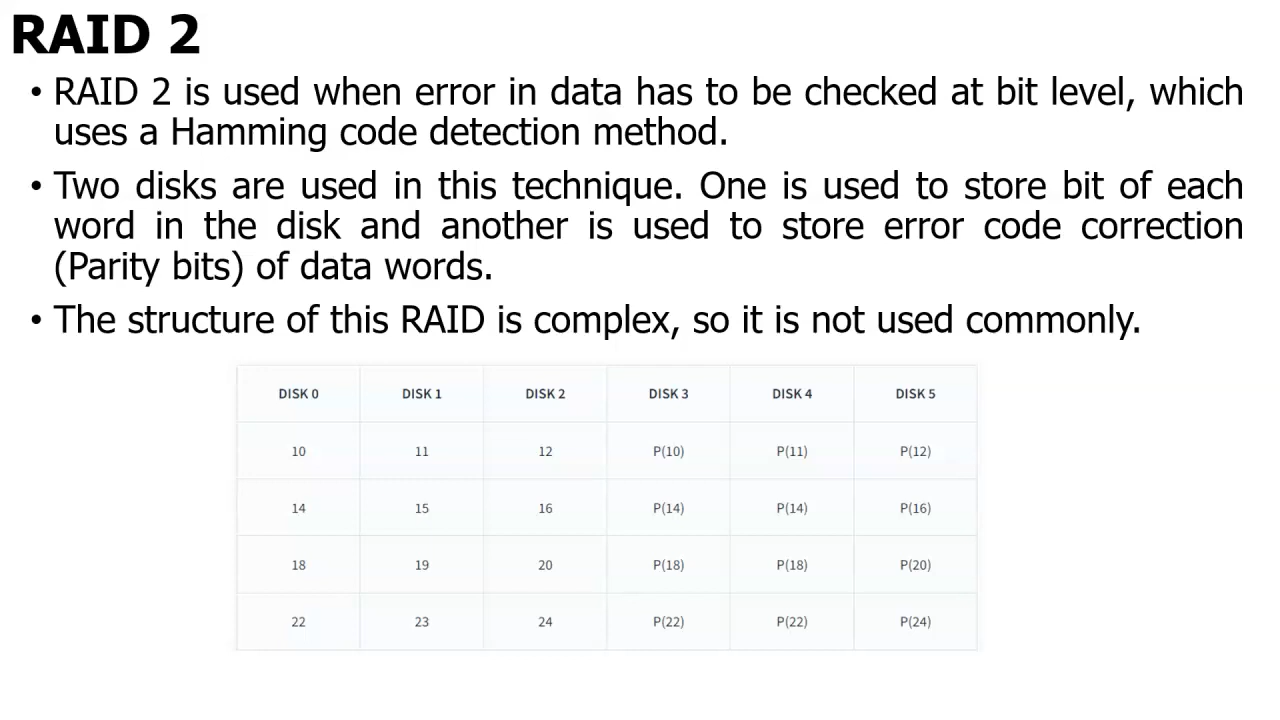 RAID 2
• RAID 2 is used when error in data has to be checked at bit level, which
uses a Hamming code detection method.
• Two disks are used in this technique. One is used to store bit of each
word in the disk and another is used to store error code correction
(Parity bits) of data words.
• The structure of this RAID is complex, so it is not used commonly.
DISK 0 DISK 1 DISK 2 DISK 3 DISK 4 DISK 5
10 11 12 P(10) P(11) P(12)
14 15 16 P(14) P(14) P(16)
18 19 20 P(18) P(18) P(20)
22 23 24 P(22) P(22) P(24)